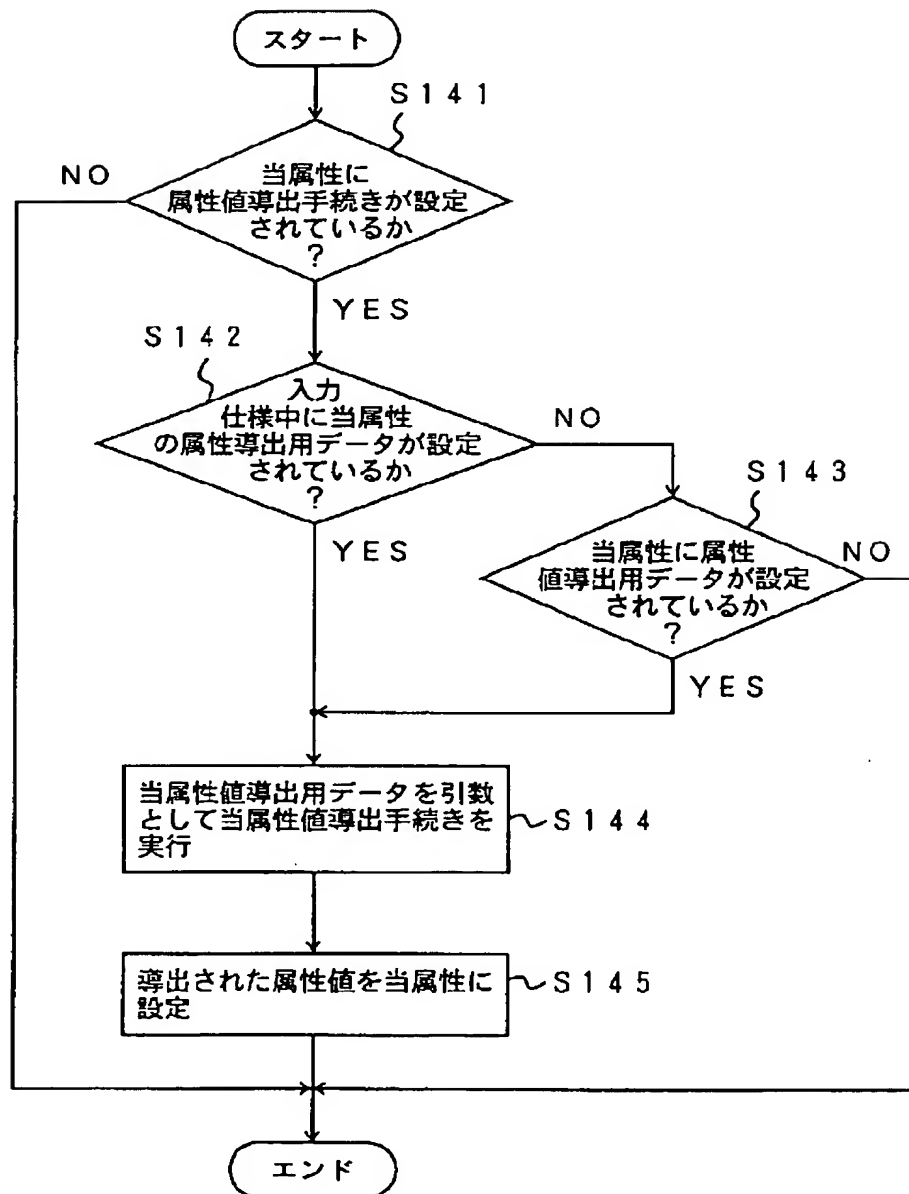 スタート
S141
当属性に
属性値導出手続きが設定
されているか
?
NO
YES
S142
入力
仕様中に当属性
の属性導出用データが設定
されているか
?
NO
YES
S143
当属性に属性
値導出用データが設定
されているか
?
NO
YES
当属性値導出用データを引数
として当属性値導出手続きを
実行
S144
導出された属性値を当属性に
設定
S145
エンド